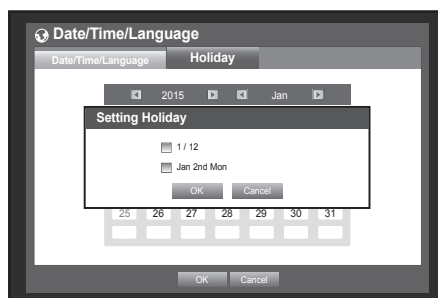 Date/Time/Language
Date/Time/Language Holiday
2015 Jan
Setting Holiday
1 / 12
Jan 2nd Mon
OK Cancel
25 26 27 28 29 30 31
OK Cancel